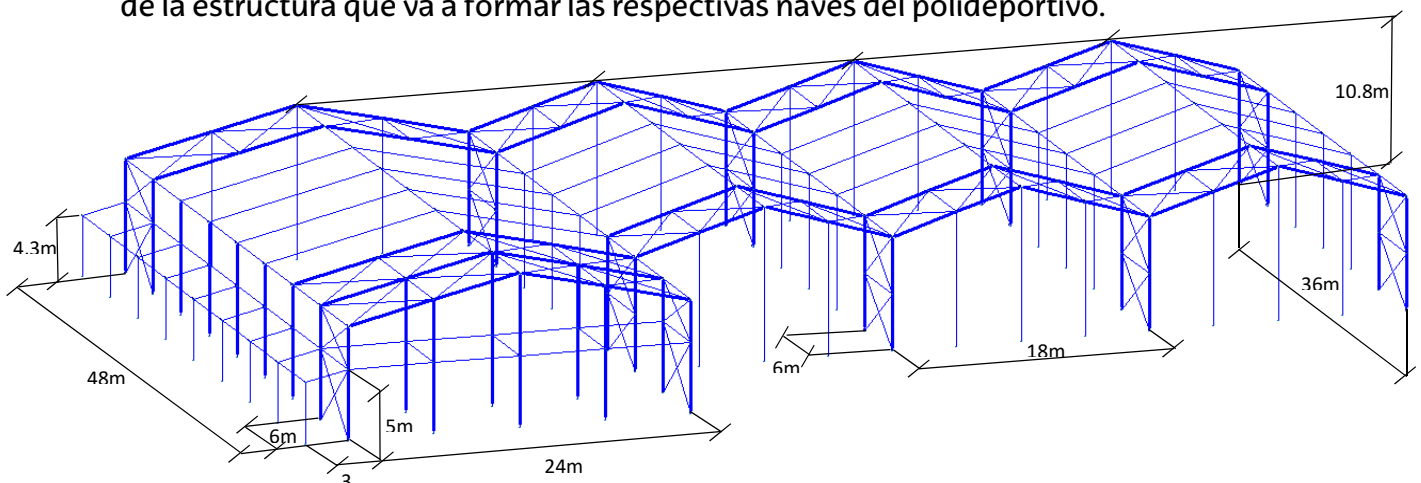 de la estructura que va a formar las respectivas naves del polideportivo.
10.8m
4.3m
36m
18m
6m
48m
5m
6m
24m
3